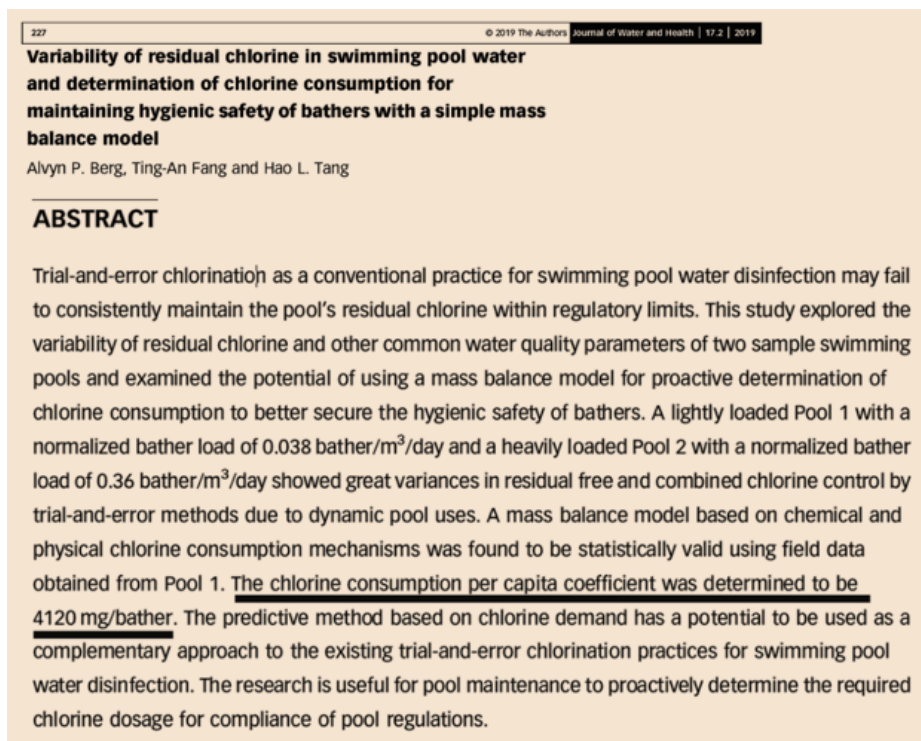 227
© 2019 The Authors Journal of Water and Health | 17.2 | 2019
Variability of residual chlorine in swimming pool water
and determination of chlorine consumption for
maintaining hygienic safety of bathers with a simple mass
balance model
Alvyn P. Berg, Ting-An Fang and Hao L. Tang
ABSTRACT
Trial-and-error chlorination as a conventional practice for swimming pool water disinfection may fail
to consistently maintain the pool's residual chlorine within regulatory limits. This study explored the
variability of residual chlorine and other common water quality parameters of two sample swimming
pools and examined the potential of using a mass balance model for proactive determination of
chlorine consumption to better secure the hygienic safety of bathers. A lightly loaded Pool 1 with a
normalized bather load of 0.038 bather/m³/day and a heavily loaded Pool 2 with a normalized bather
load of 0.36 bather/m³/day showed great variances in residual free and combined chlorine control by
trial-and-error methods due to dynamic pool uses. A mass balance model based on chemical and
physical chlorine consumption mechanisms was found to be statistically valid using field data
obtained from Pool 1. The chlorine consumption per capita coefficient was determined to be
4120 mg/bather. The predictive method based on chlorine demand has a potential to be used as a
complementary approach to the existing trial-and-error chlorination practices for swimming pool
water disinfection. The research is useful for pool maintenance to proactively determine the required
chlorine dosage for compliance of pool regulations.